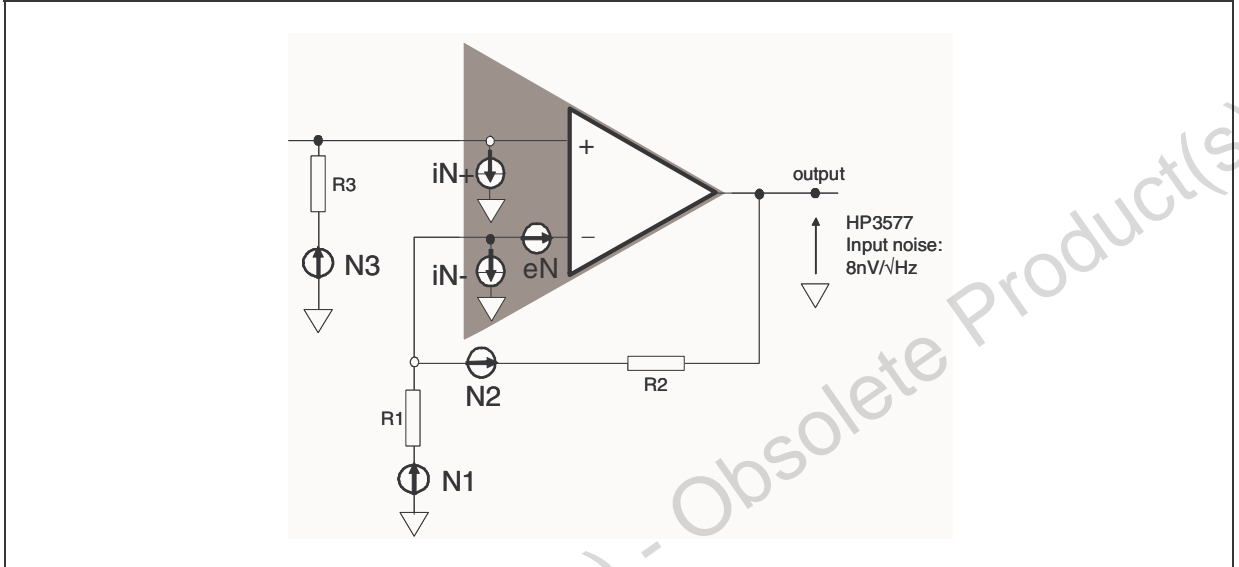 +
iN+
R3
output
HP3577
Input noise:
8nV/√Hz
−
N3
iN-
eN
R2
N2
R1
N1
) - Obsolete Product(s